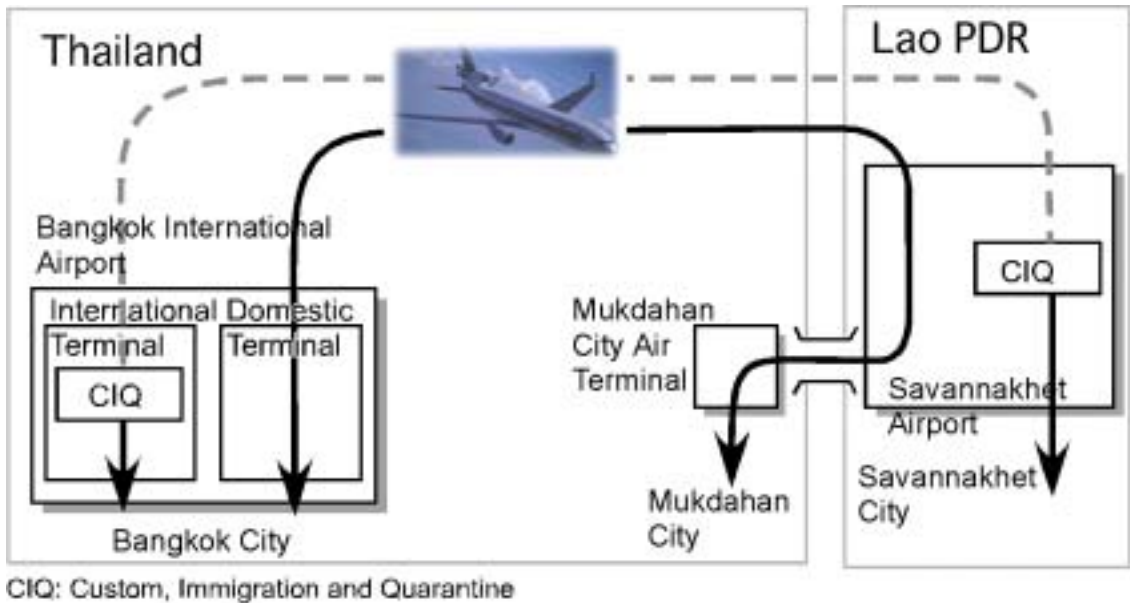 Thailand
Lao PDR
Bangkok International
Airport
International Domestic
Terminal Terminal
CIQ
Bangkok City
Mukdahan
City Air
Terminal
Mukdahan
City
CIQ
Savannakhet
Airport
Savannakhet
City
CIQ: Custom, Immigration and Quarantine